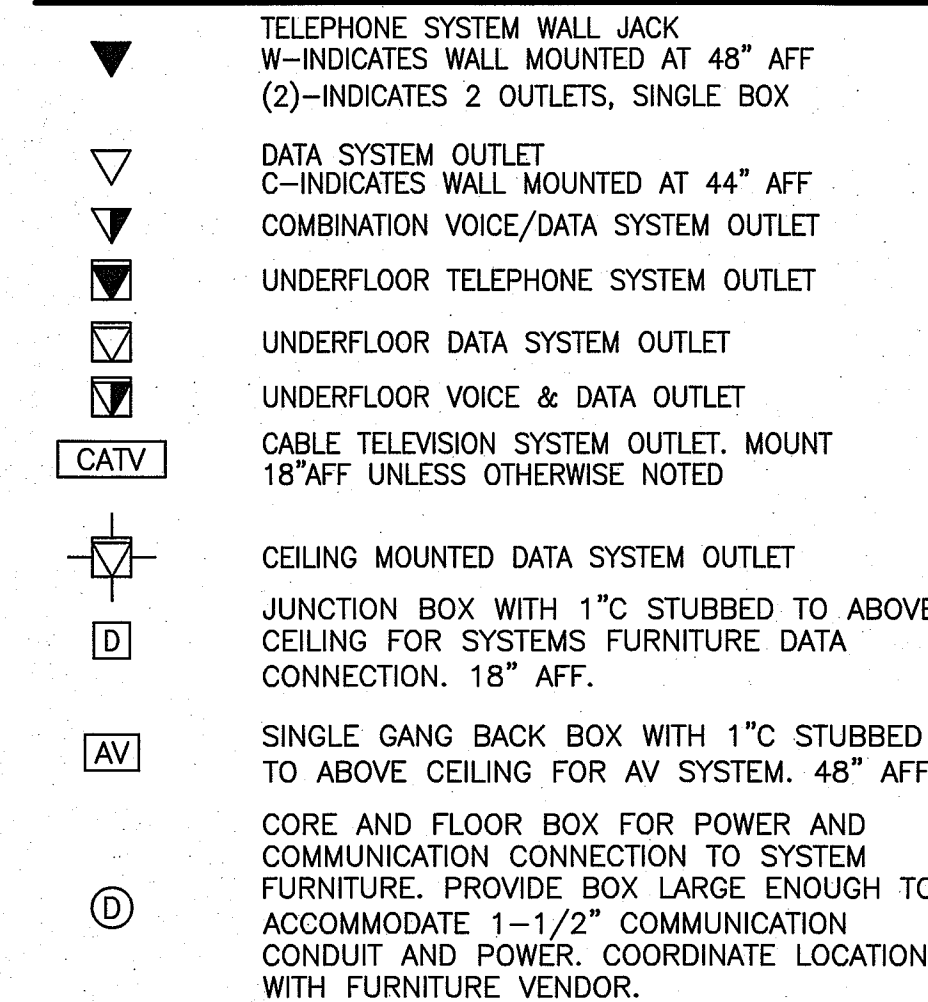 TELEPHONE SYSTEM WALL JACK
W–INDICATES WALL MOUNTED AT 48" AFF
(2)–INDICATES 2 OUTLETS, SINGLE BOX
DATA SYSTEM OUTLET
C–INDICATES WALL MOUNTED AT 44" AFF
COMBINATION VOICE/DATA SYSTEM OUTLET
UNDERFLOOR TELEPHONE SYSTEM OUTLET
UNDERFLOOR DATA SYSTEM OUTLET
UNDERFLOOR VOICE & DATA OUTLET
CATV
CABLE TELEVISION SYSTEM OUTLET. MOUNT
18"AFF UNLESS OTHERWISE NOTED
CEILING MOUNTED DATA SYSTEM OUTLET
D
JUNCTION BOX WITH 1"C STUBBED TO ABOVE
CEILING FOR SYSTEMS FURNITURE DATA
CONNECTION. 18" AFF.
AV
SINGLE GANG BACK BOX WITH 1"C STUBBED
TO ABOVE CEILING FOR AV SYSTEM. 48" AFF
D
CORE AND FLOOR BOX FOR POWER AND
COMMUNICATION CONNECTION TO SYSTEM
FURNITURE. PROVIDE BOX LARGE ENOUGH TO
ACCOMMODATE 1–1/2" COMMUNICATION
CONDUIT AND POWER. COORDINATE LOCATION
WITH FURNITURE VENDOR.